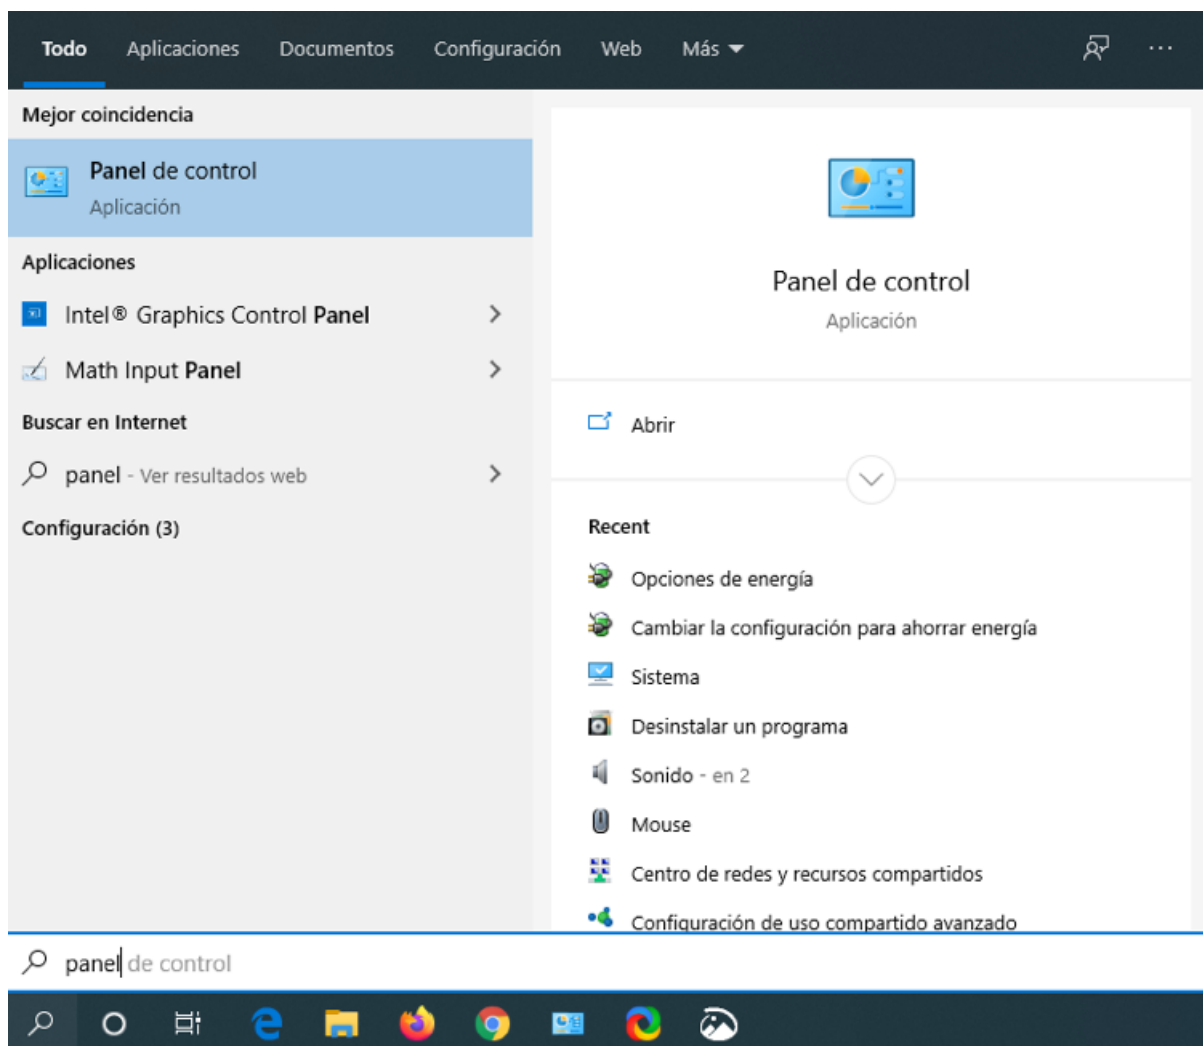 Todo Aplicaciones Documentos Configuración Web Más
Mejor coincidencia
Panel de control
Aplicación
Aplicaciones
Intel® Graphics Control Panel
Math Input Panel
Buscar en Internet
panel - Ver resultados web
Configuración (3)
Panel de control
Aplicación
Abrir
Recent
Opciones de energía
Cambiar la configuración para ahorrar energía
Sistema
Desinstalar un programa
Sonido - en 2
Mouse
Centro de redes y recursos compartidos
Configuración de uso compartido avanzado
panel de control